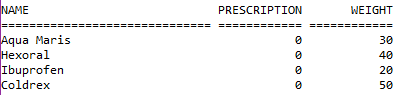 NAME PRESCRIPTION WEIGHT
============================== ============ ============
Aqua Maris 0 30
Hexoral 0 40
Ibuprofen 0 20
Coldrex 0 50